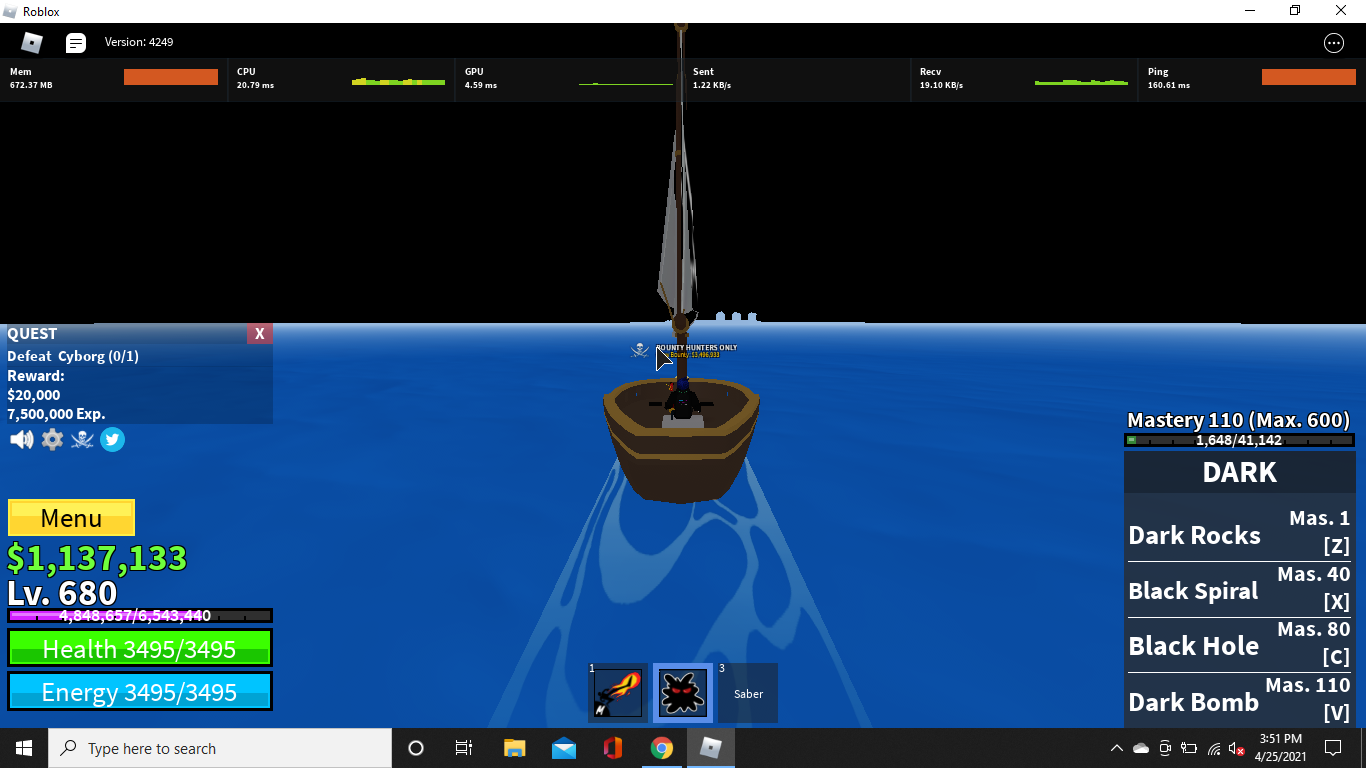 Roblox
Version: 4249
Mem
672.37 MB
CPU
20.79 ms
GPU
4.59 ms
Sent
1.22 KB/s
Recv
19.10 KB/s
Ping
160.61 ms
BOUNTY HUNTERS ONLY
Bounty: $3,496,933
QUEST
X
Defeat Cyborg (0/1)
Reward:
$20,000
7,500,000 Exp.
Menu
$1,137,133
Lv. 680
4,848,657/6,543,440
Health 3495/3495
Energy 3495/3495
1
3
Saber
Mastery 110 (Max. 600)
1,648/41,142
DARK
Mas. 1
Dark Rocks
[Z]
Mas. 40
Black Spiral
[X]
Mas. 80
Black Hole
[C]
Mas. 110
Dark Bomb
[V]
Type here to search
3:51 PM
4/25/2021